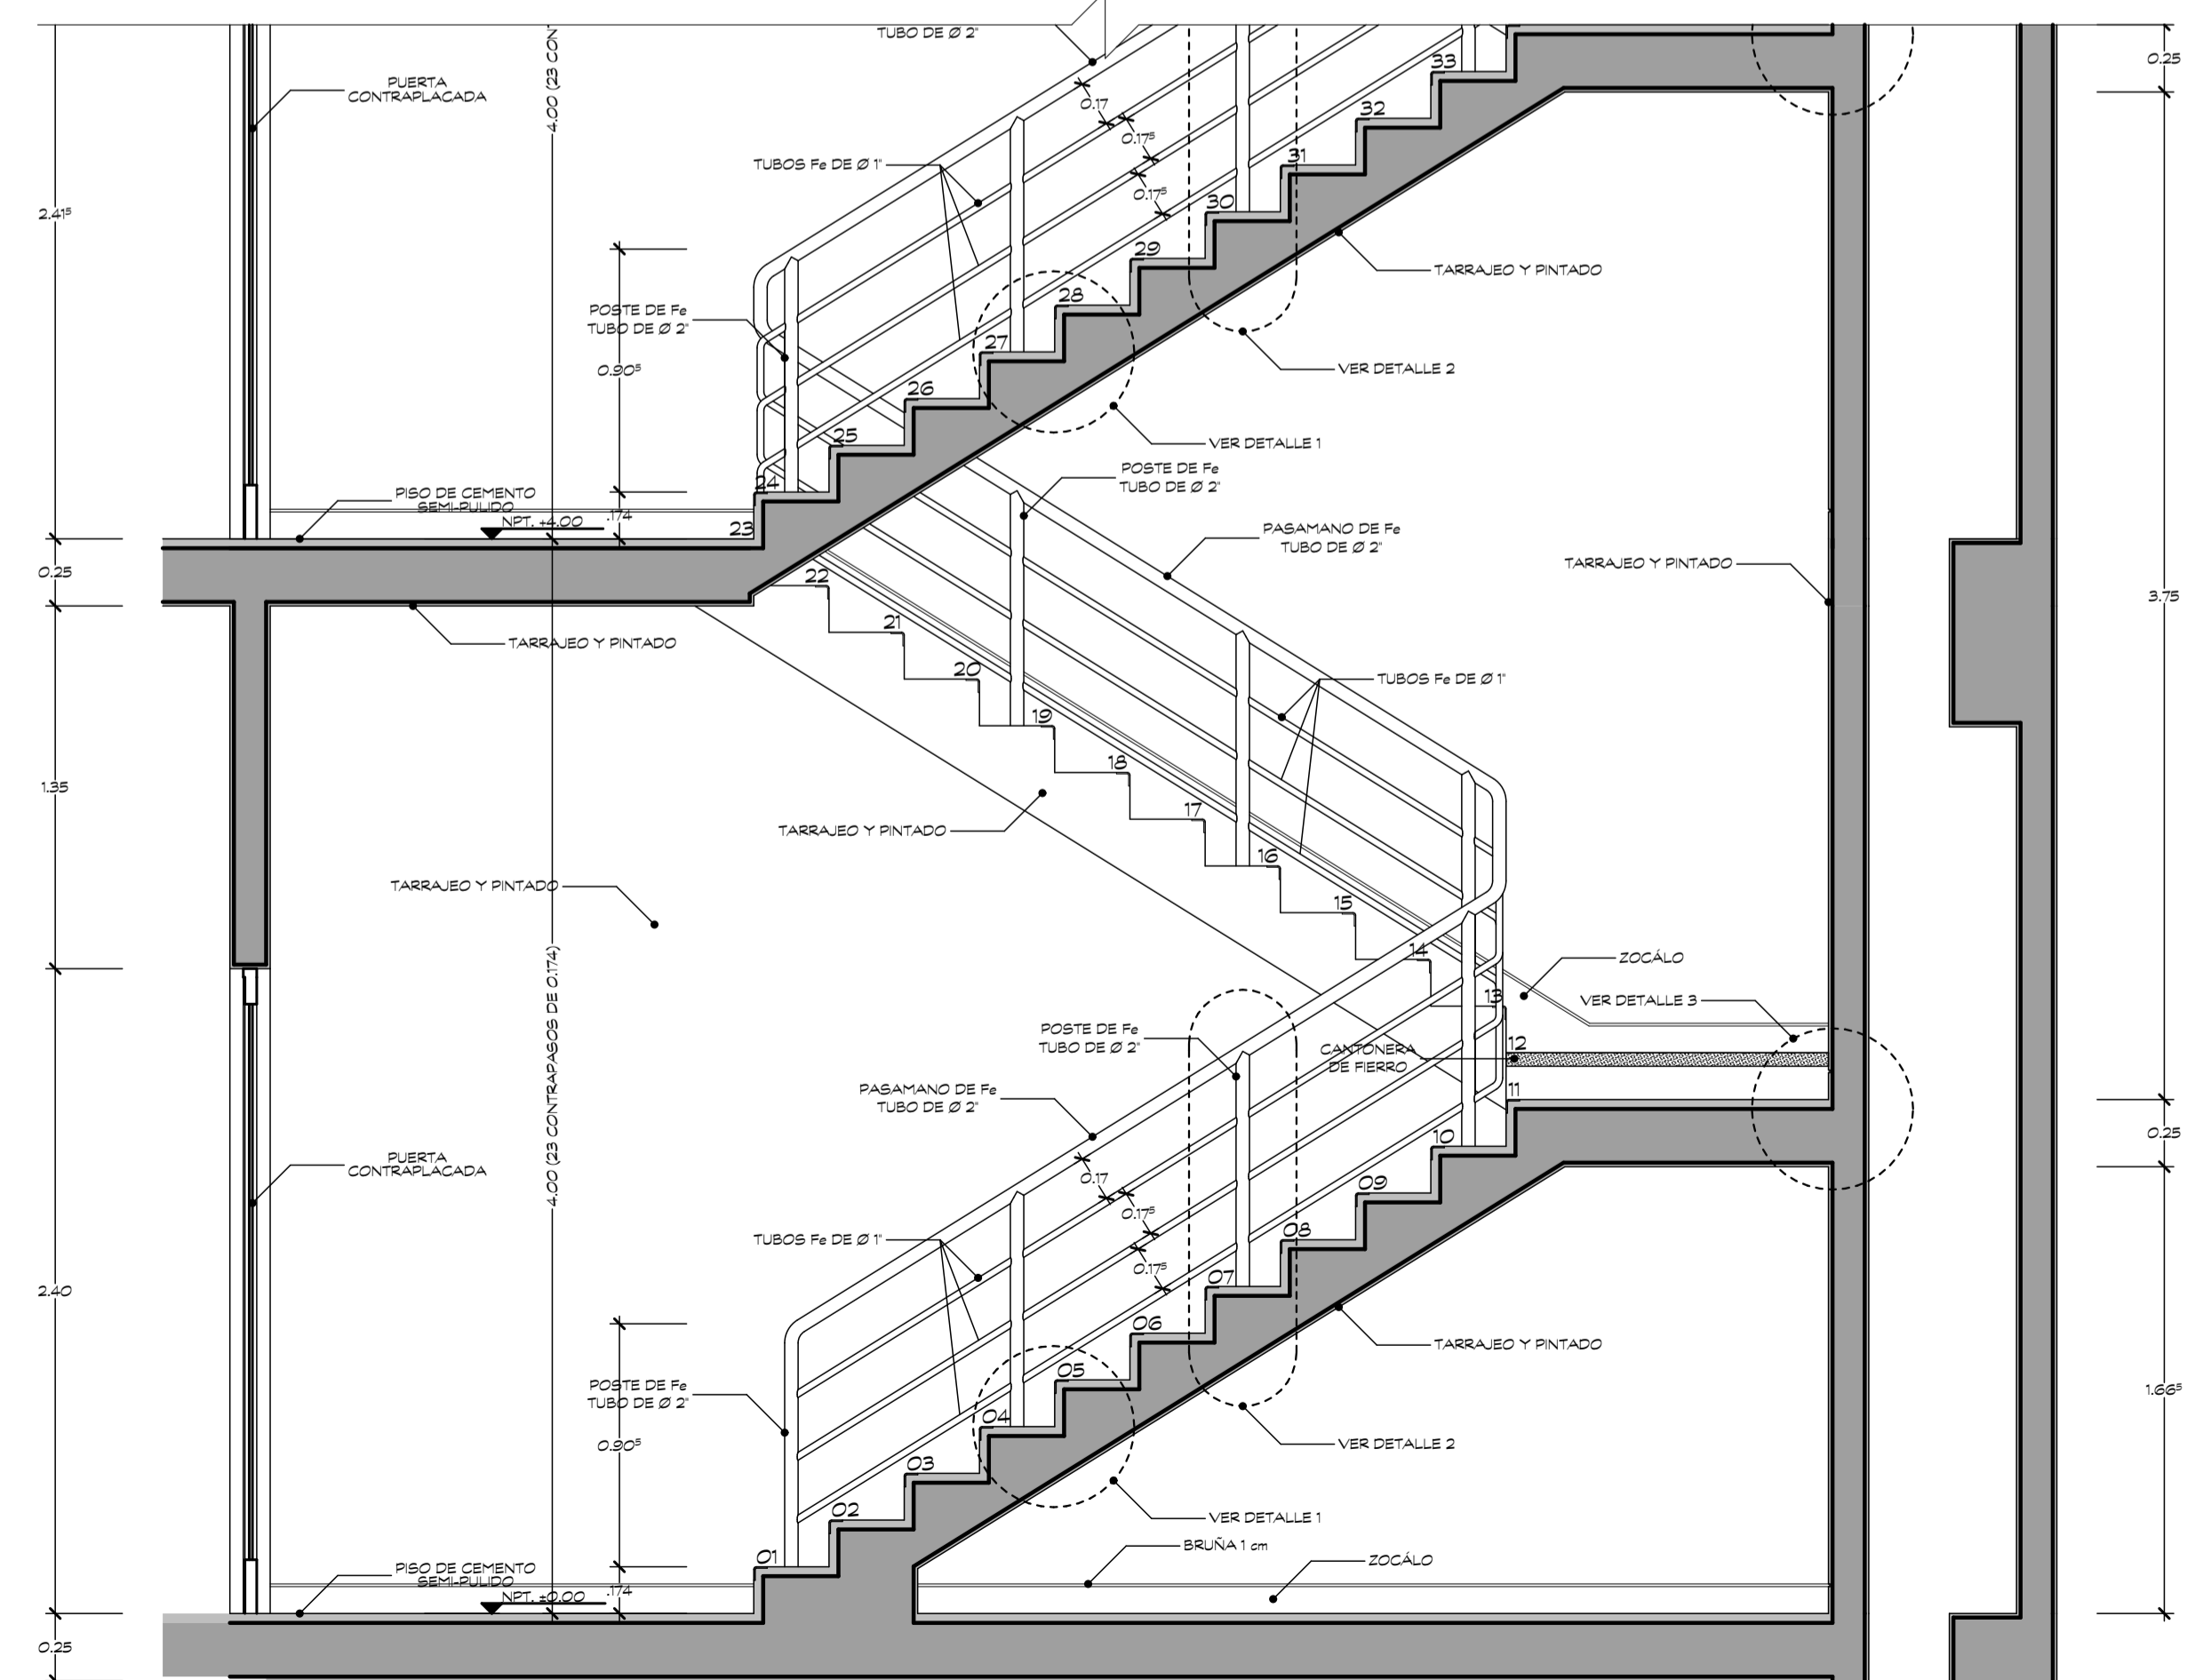 TUBO DE Ø 2"
4.00 (23 CON
PUERTA
CONTRAPLACADA
33
0.25
0.17
32
0.17⁵
TUBOS Fe DE Ø 1"
31
0.17⁵
30
2.41⁵
29
TARRAJEO Y PINTADO
28
POSTE DE Fe
TUBO DE Ø 2"
27
0.90⁵
VER DETALLE 2
26
25
VER DETALLE 1
POSTE DE Fe
TUBO DE Ø 2"
24
PISO DE CEMENTO
SEMI-PULIDO
NPT. +4.00
.174
23
PASAMANO DE Fe
TUBO DE Ø 2"
TARRAJEO Y PINTADO
0.25
22
3.75
21
TARRAJEO Y PINTADO
20
TUBOS Fe DE Ø 1"
19
18
1.35
17
TARRAJEO Y PINTADO
16
TARRAJEO Y PINTADO
15
14
ZOCÁLO
13
VER DETALLE 3
4.00 (23 CONTRAPASOS DE 0.174)
POSTE DE Fe
TUBO DE Ø 2"
12
CANTONERA
DE FIERRO
11
PASAMANO DE Fe
TUBO DE Ø 2"
10
0.25
PUERTA
CONTRAPLACADA
0.17
09
0.17⁵
TUBOS Fe DE Ø 1"
08
0.17⁵
07
2.40
06
TARRAJEO Y PINTADO
05
POSTE DE Fe
TUBO DE Ø 2"
1.66⁵
04
0.90⁵
VER DETALLE 2
03
02
VER DETALLE 1
BRUÑA 1 cm
01
ZOCÁLO
PISO DE CEMENTO
SEMI-PULIDO
NPT. ±0.00
.174
0.25